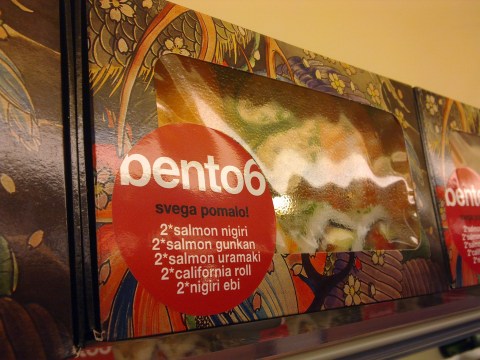 bento6
svega pomalo!
2*salmon nigiri
2*salmon gunkan
2*salmon uramaki
2*california roll
2*nigiri ebi
bento